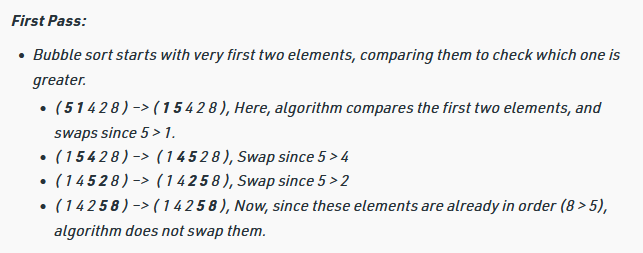 First Pass:
• Bubble sort starts with very first two elements, comparing them to check which one is
greater.
• ( 5 1 4 2 8 ) –> ( 1 5 4 2 8 ), Here, algorithm compares the first two elements, and
swaps since 5 > 1.
• ( 1 5 4 2 8 ) –>  ( 1 4 5 2 8 ), Swap since 5 > 4
• ( 1 4 5 2 8 ) –>  ( 1 4 2 5 8 ), Swap since 5 > 2
• ( 1 4 2 5 8 ) –> ( 1 4 2 5 8 ), Now, since these elements are already in order (8 > 5),
algorithm does not swap them.